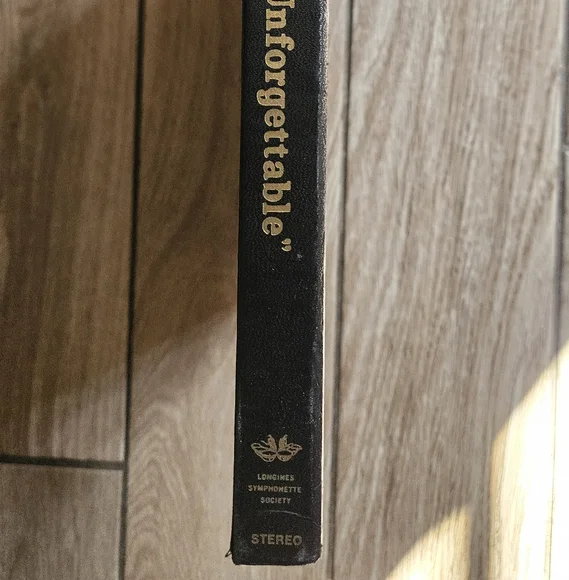 Unforgettable”
LONGINES
SYMPHONETTE
SOCIETY
STEREO